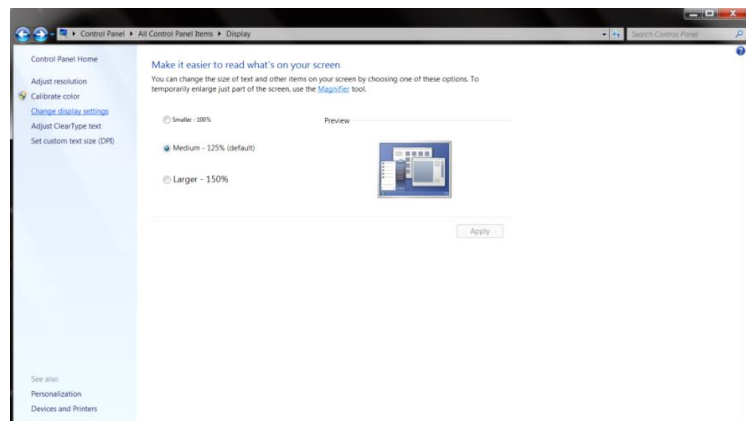 Control Panel ▸ All Control Panel Items ▸ Display
Search Control Panel
Control Panel Home
Adjust resolution
Calibrate color
Change display settings
Adjust ClearType text
Set custom text size (DPI)
See also
Personalization
Devices and Printers
Make it easier to read what's on your screen
You can change the size of text and other items on your screen by choosing one of these options. To
temporarily enlarge just part of the screen, use the Magnifier tool.
Smaller - 100%
Preview
Medium - 125% (default)
Larger - 150%
Apply